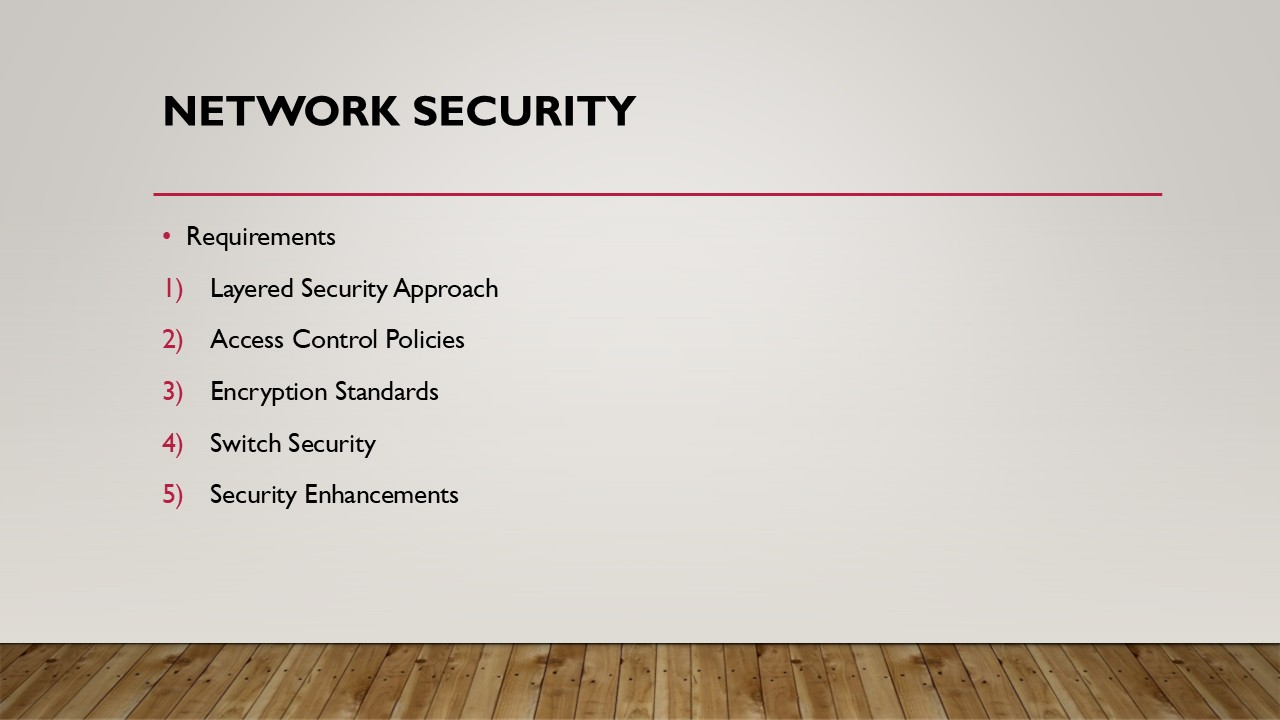 NETWORK SECURITY
• Requirements
1) Layered Security Approach
2) Access Control Policies
3) Encryption Standards
4) Switch Security
5) Security Enhancements